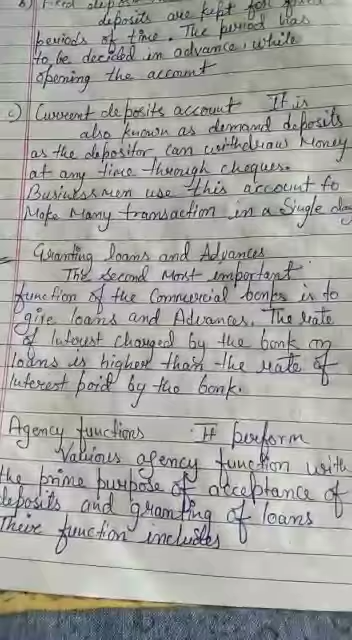 b) Fixed deposits
deposits are kept for given
periods of time. The period has
to be decided in advance, while
opening the account
c) Current deposits account It is
also known as demand deposits
as the depositor can withdraw money
at any time through cheques.
Businessmen use this account to
Make Many transaction in a Single day
Granting loans and Advances
The Second Most important
function of the Commercial banks is to
give loans and Advances. The rate
of Interest charged by the bank on
loans is higher than the rate of
Interest paid by the bank.
Agency functions It perform
Various agency function with
the prime purpose of acceptance of
deposits and granting of loans
Their function includes